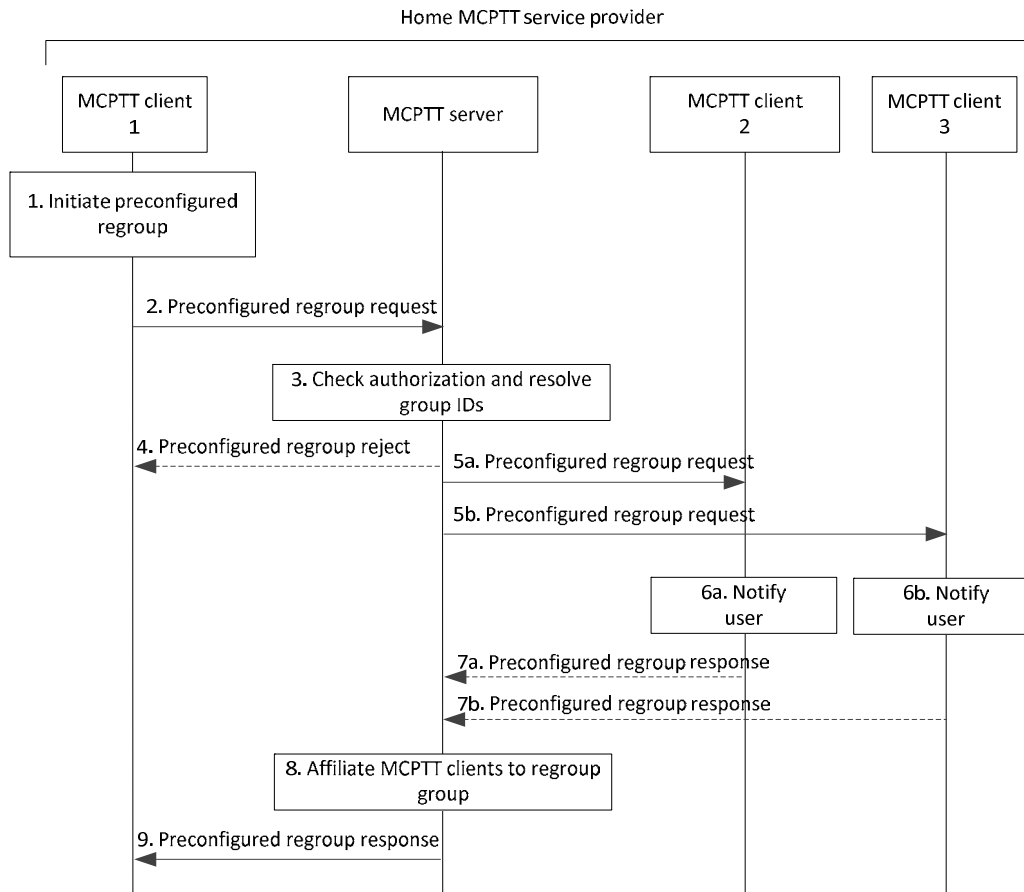 Home MCPTT service provider
MCPTT client
1
MCPTT server
MCPTT client
2
MCPTT client
3
1. Initiate preconfigured
regroup
2. Preconfigured regroup request
3. Check authorization and resolve
group IDs
4. Preconfigured regroup reject
5a. Preconfigured regroup request
5b. Preconfigured regroup request
6a. Notify
user
6b. Notify
user
7a. Preconfigured regroup response
7b. Preconfigured regroup response
8. Affiliate MCPTT clients to regroup
group
9. Preconfigured regroup response